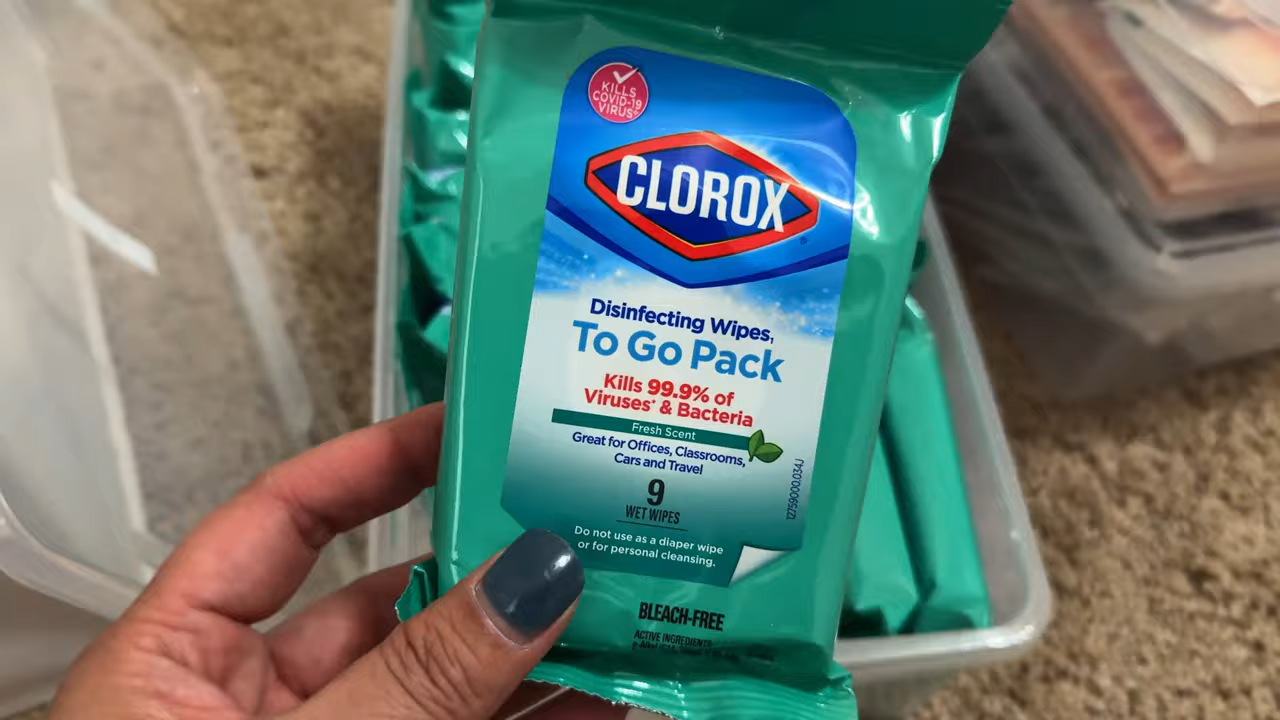 KILLS
COVID-19
VIRUS*
CLOROX
®
Disinfecting Wipes,
To Go Pack
Kills 99.9% of
Viruses* & Bacteria
Fresh Scent
Great for Offices, Classrooms,
Cars and Travel
9
WET WIPES
12759000.034J
Do not use as a diaper wipe
or for personal cleansing.
BLEACH-FREE
ACTIVE INGREDIENTS: